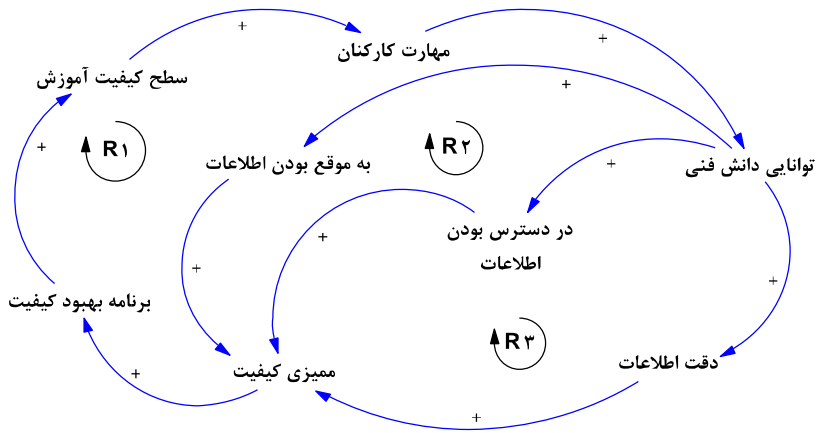 +
+
مهارت کارکنان
سطح کیفیت آموزش
+
+
R۱
R۲
به موقع بودن اطلاعات
+
توانایی دانش فنی
در دسترس بودن
اطلاعات
+
+
+
برنامه بهبود کیفیت
R۳
دقت اطلاعات
ممیزی کیفیت
+
+